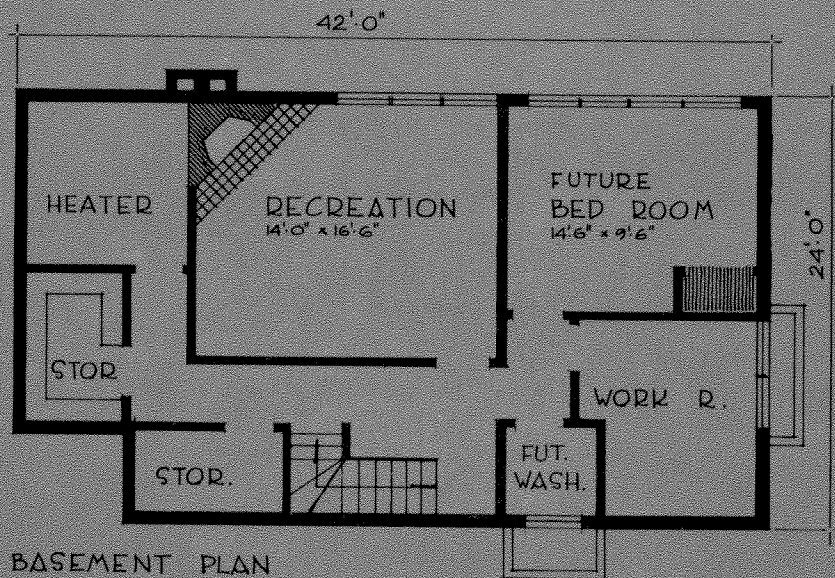 42'-0"
HEATER
RECREATION
14'-0" x 16'-6"
FUTURE
BED ROOM
14'-6" x 9'-6"
24'-0"
STOR
WORK R.
STOR.
FUT.
WASH.
BASEMENT PLAN